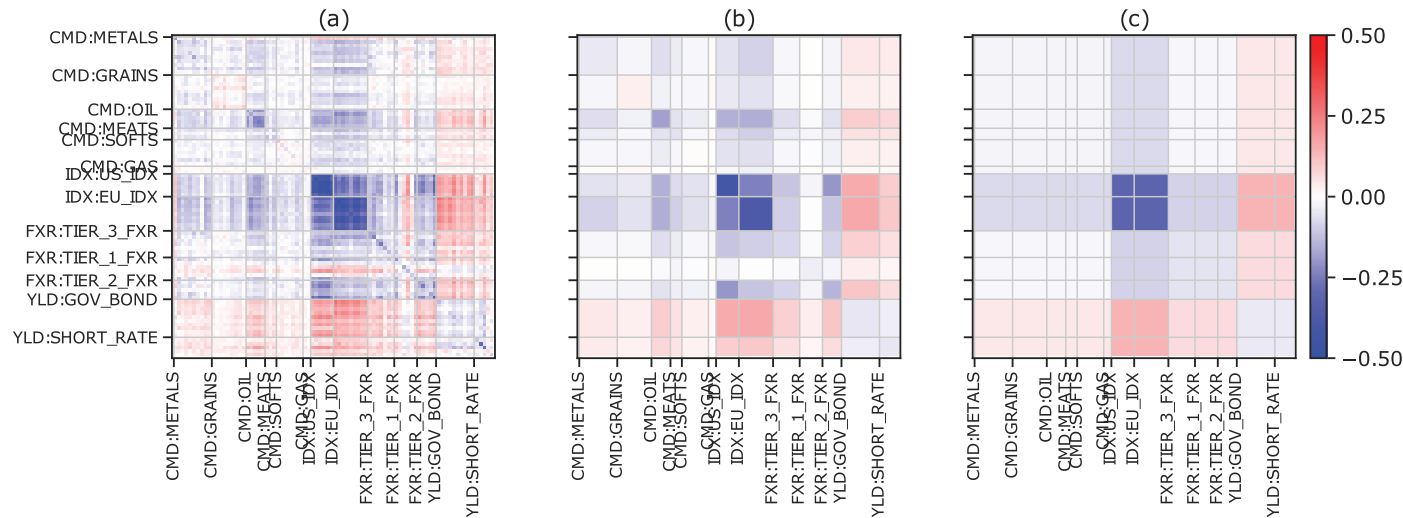 (a)
(b)
(c)
CMD:METALS
CMD:GRAINS
CMD:OIL
CMD:MEATS
CMD:SOFTS
CMD:GAS
IDX:US_IDX
IDX:EU_IDX
FXR:TIER_3_FXR
FXR:TIER_1_FXR
FXR:TIER_2_FXR
YLD:GOV_BOND
YLD:SHORT_RATE
CMD:METALS
CMD:GRAINS
CMD:OIL
CMD:MEATS
CMD:SOFTS
CMD:GAS
IDX:US_IDX
IDX:EU_IDX
FXR:TIER_3_FXR
FXR:TIER_1_FXR
FXR:TIER_2_FXR
YLD:GOV_BOND
YLD:SHORT_RATE
CMD:METALS
CMD:GRAINS
CMD:OIL
CMD:MEATS
CMD:SOFTS
CMD:GAS
IDX:US_IDX
IDX:EU_IDX
FXR:TIER_3_FXR
FXR:TIER_1_FXR
FXR:TIER_2_FXR
YLD:GOV_BOND
YLD:SHORT_RATE
CMD:METALS
CMD:GRAINS
CMD:OIL
CMD:MEATS
CMD:SOFTS
CMD:GAS
IDX:US_IDX
IDX:EU_IDX
FXR:TIER_3_FXR
FXR:TIER_1_FXR
FXR:TIER_2_FXR
YLD:GOV_BOND
YLD:SHORT_RATE
0.50
0.25
0.00
−0.25
−0.50